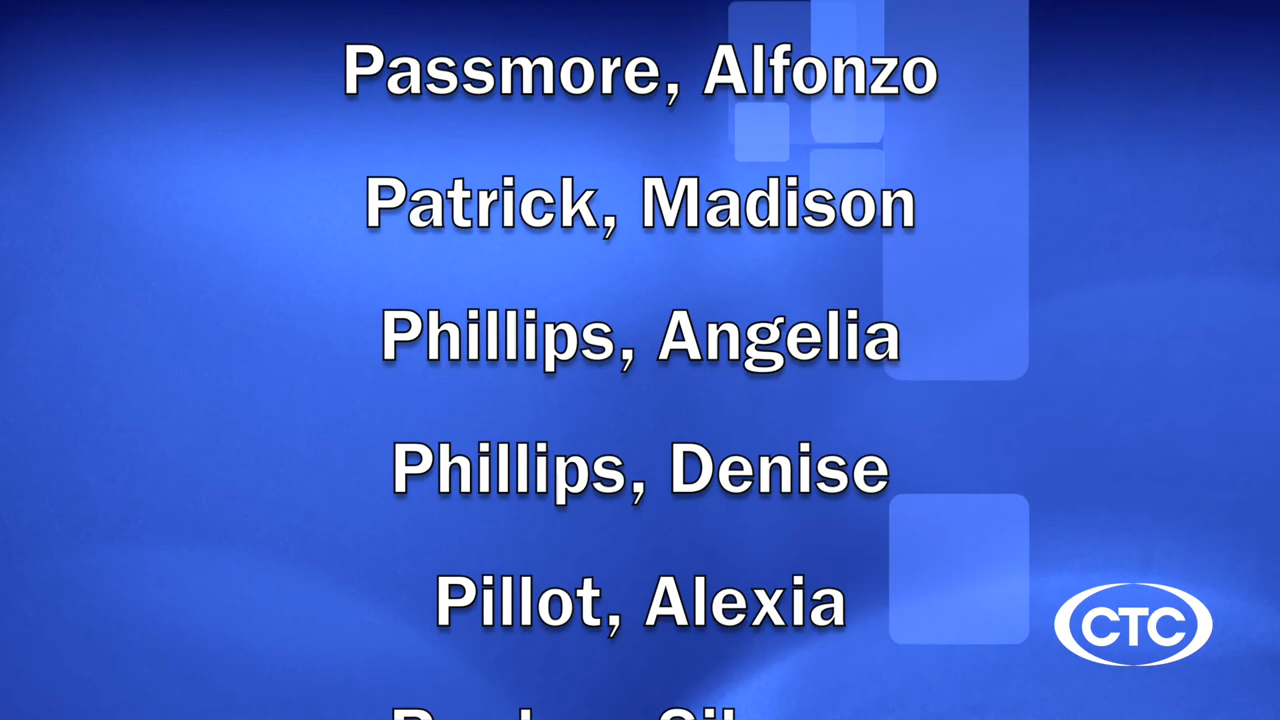 Passmore, Alfonzo
Patrick, Madison
Phillips, Angelia
Phillips, Denise
Pillot, Alexia
CTC